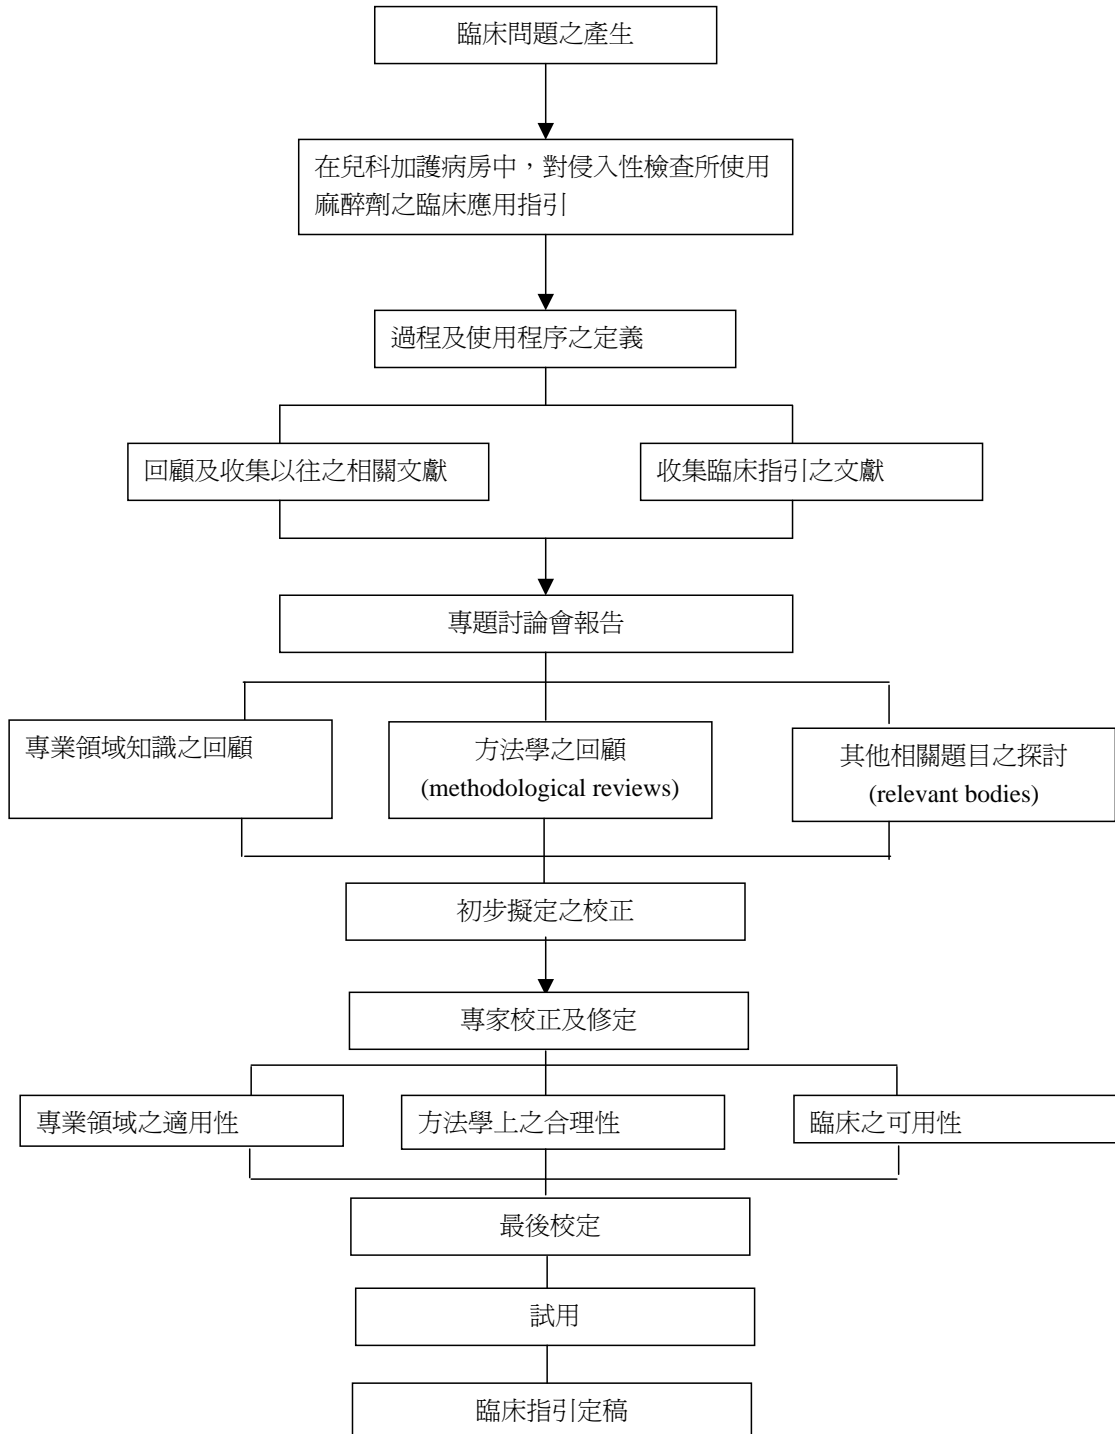 臨床問題之產生
在兒科加護病房中，對侵入性檢查所使用
麻醉劑之臨床應用指引
過程及使用程序之定義
回顧及收集以往之相關文獻
收集臨床指引之文獻
專題討論會報告
專業領域知識之回顧
方法學之回顧
(methodological reviews)
其他相關題目之探討
(relevant bodies)
初步擬定之校正
專家校正及修定
專業領域之適用性
方法學上之合理性
臨床之可用性
最後校定
試用
臨床指引定稿